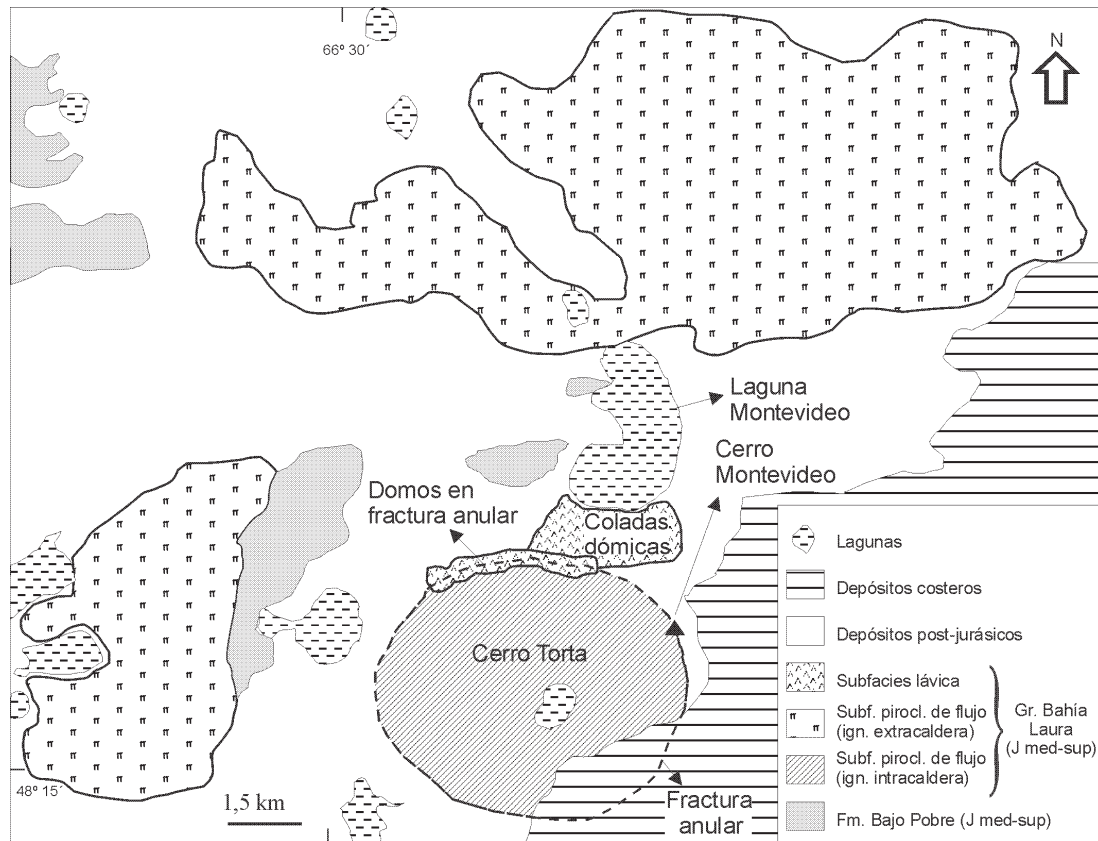 66º 30´
N
Laguna
Montevideo
Cerro
Montevideo
Domos en
fractura anular
Coladas
dómicas
Cerro Torta
48º 15´
1,5 km
Fractura
anular
Lagunas
Depósitos costeros
Depósitos post-jurásicos
Subfacies lávica
Subf. pirocl. de flujo
(ign. extracaldera)
Subf. pirocl. de flujo
(ign. intracaldera)
Gr. Bahía
Laura
(J med-sup)
Fm. Bajo Pobre (J med-sup)